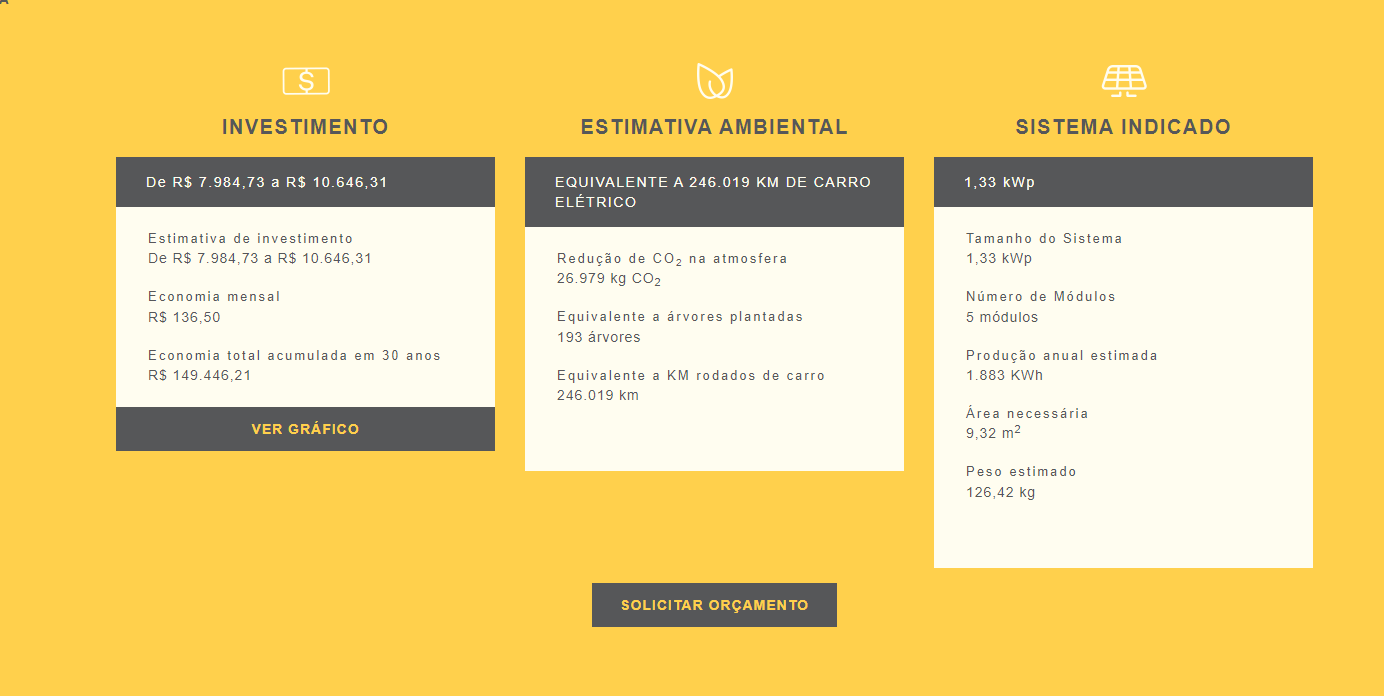 INVESTIMENTO
De R$ 7.984,73 a R$ 10.646,31
Estimativa de investimento
De R$ 7.984,73 a R$ 10.646,31
Economia mensal
R$ 136,50
Economia total acumulada em 30 anos
R$ 149.446,21
VER GRÁFICO
ESTIMATIVA AMBIENTAL
EQUIVALENTE A 246.019 KM DE CARRO
ELÉTRICO
Redução de CO₂ na atmosfera
26.979 kg CO₂
Equivalente a árvores plantadas
193 árvores
Equivalente a KM rodados de carro
246.019 km
SISTEMA INDICADO
1,33 kWp
Tamanho do Sistema
1,33 kWp
Número de Módulos
5 módulos
Produção anual estimada
1.883 KWh
Área necessária
9,32 m²
Peso estimado
126,42 kg
SOLICITAR ORÇAMENTO